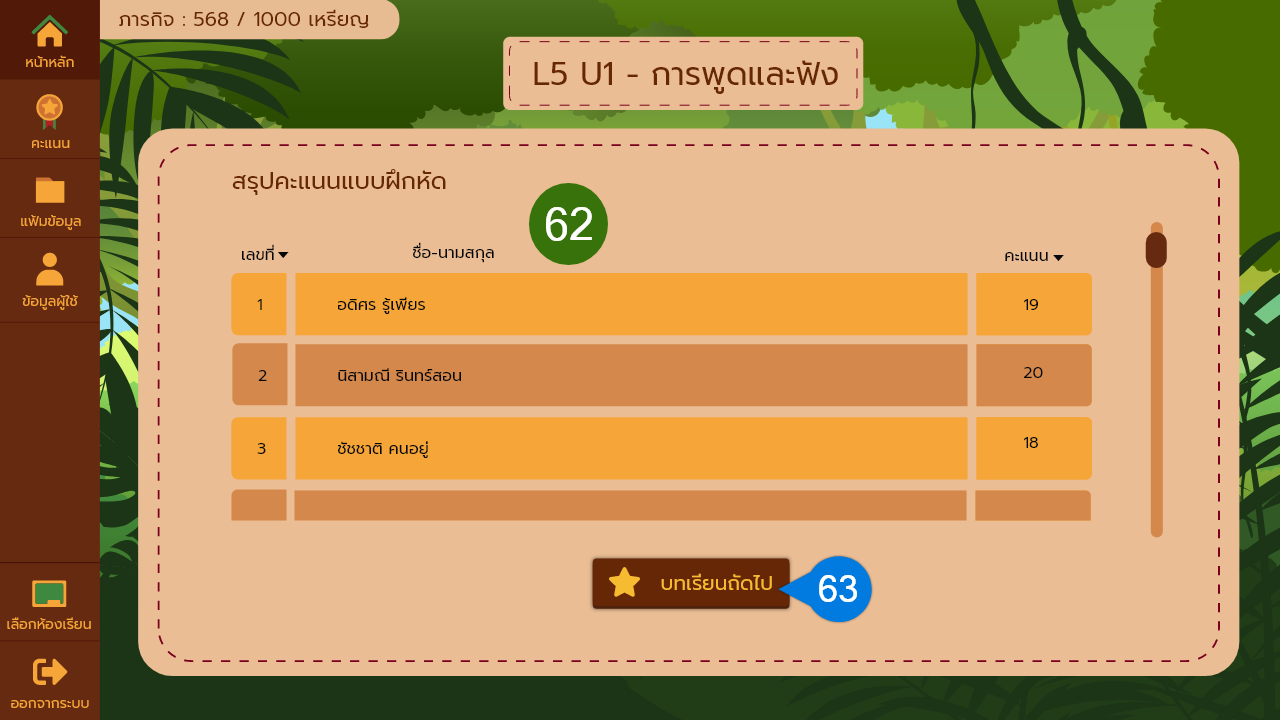 ภารกิจ : 568 / 1000 เหรียญ
หน้าหลัก
คะแนน
แฟ้มข้อมูล
ข้อมูลผู้ใช้
เลือกห้องเรียน
ออกจากระบบ
L5 U1 - การพูดและฟัง
สรุปคะแนนแบบฝึกหัด
62
เลขที่ ชื่อ-นามสกุล คะแนน
1 อดิศร รู้เพียร 19
2 นิสามณี รินทร์สอน 20
3 ชัชชาติ คนอยู่ 18
บทเรียนถัดไป 63